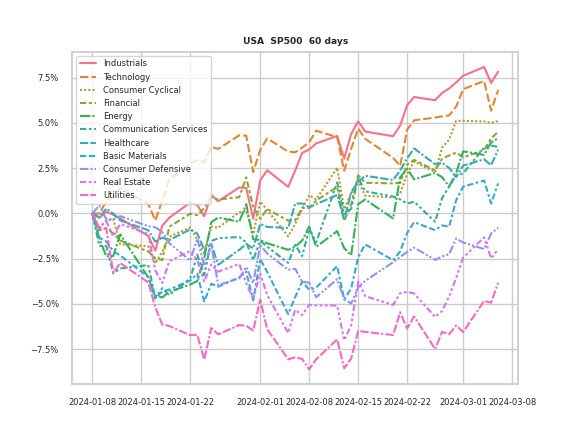 USA  SP500  60 days
7.5%
5.0%
2.5%
0.0%
−2.5%
−5.0%
−7.5%
Industrials
Technology
Consumer Cyclical
Financial
Energy
Communication Services
Healthcare
Basic Materials
Consumer Defensive
Real Estate
Utilities
2024-01-08 2024-01-15 2024-01-22 2024-02-01 2024-02-08 2024-02-15 2024-02-22 2024-03-01 2024-03-08